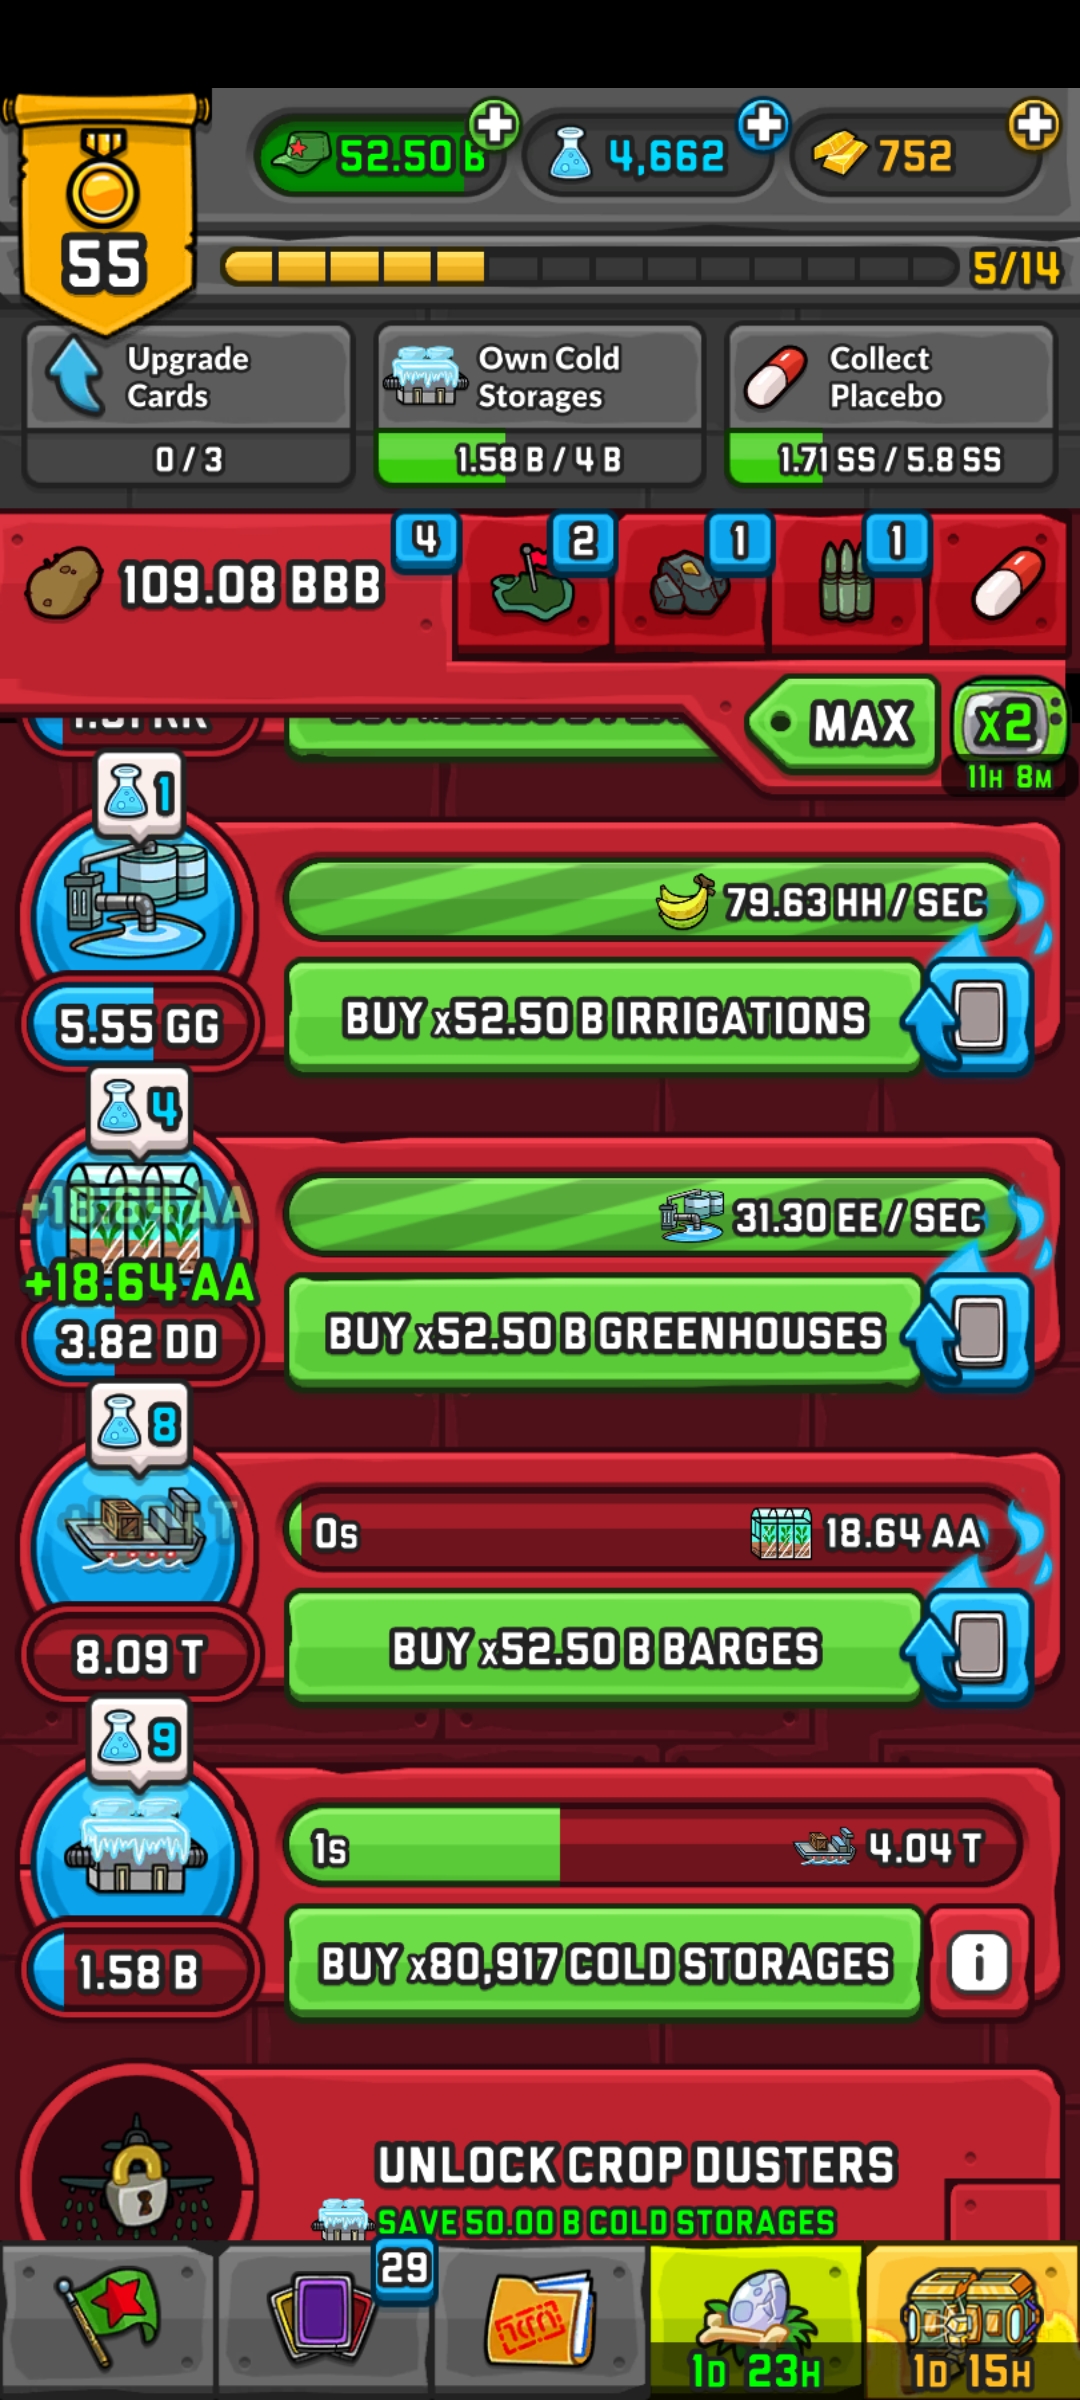 52.50 B
4,662
752
55
5/14
Upgrade Cards
0 / 3
Own Cold Storages
1.58 B / 4 B
Collect Placebo
1.71 SS / 5.8 SS
109.08 BBB
4
2
1
1
MAX
x2
11H 8M
1
79.63 HH / SEC
5.55 GG
BUY x52.50 B IRRIGATIONS
4
31.30 EE / SEC
+18.64 AA
+18.64 AA
3.82 DD
BUY x52.50 B GREENHOUSES
8
0s
18.64 AA
8.09 T
BUY x52.50 B BARGES
9
1s
4.04 T
1.58 B
BUY x80,917 COLD STORAGES
i
UNLOCK CROP DUSTERS
SAVE 50.00 B COLD STORAGES
29
1D 23H
1D 15H